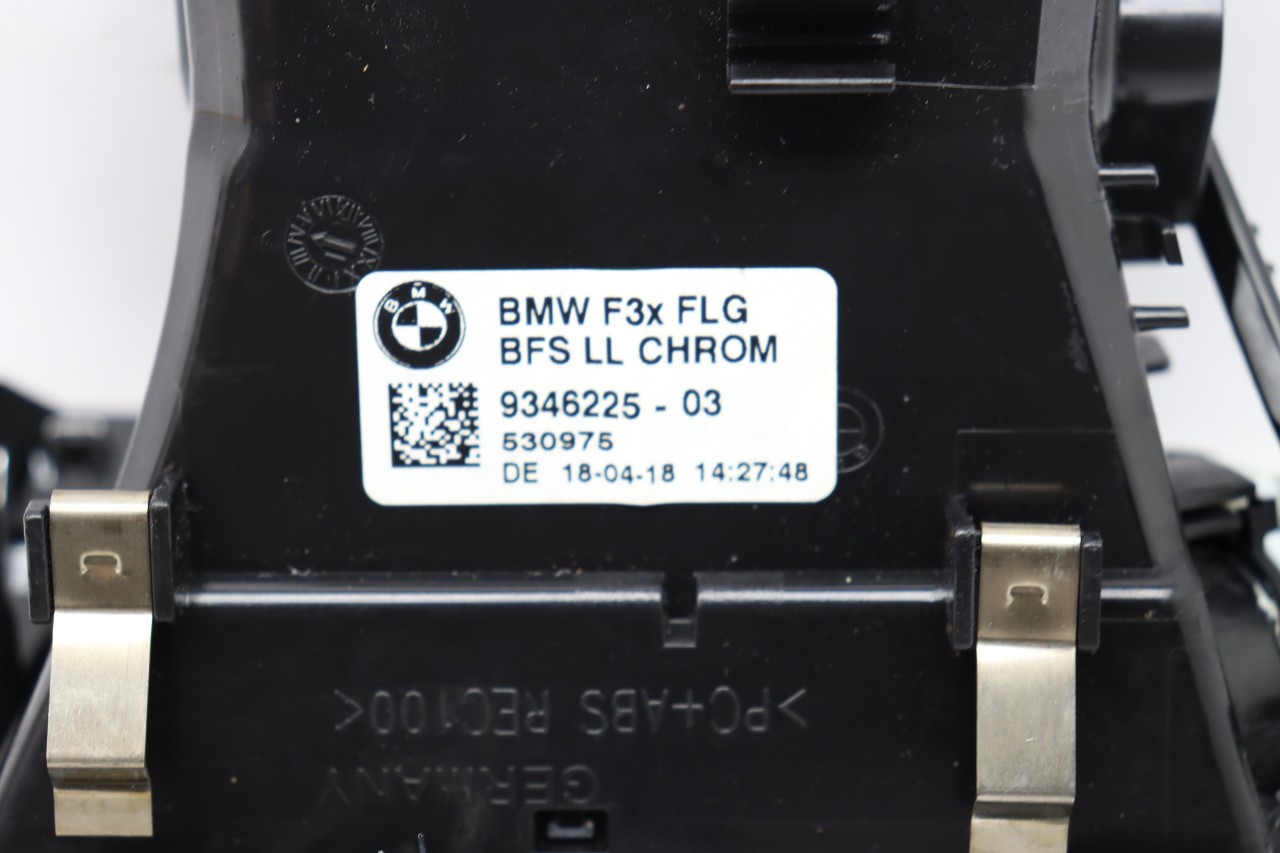 BMW
BMW F3x FLG
BFS LL CHROM
9346225 - 03
530975
DE 18-04-18 14:27:48
>PC+ABS REC100<
GERMANY